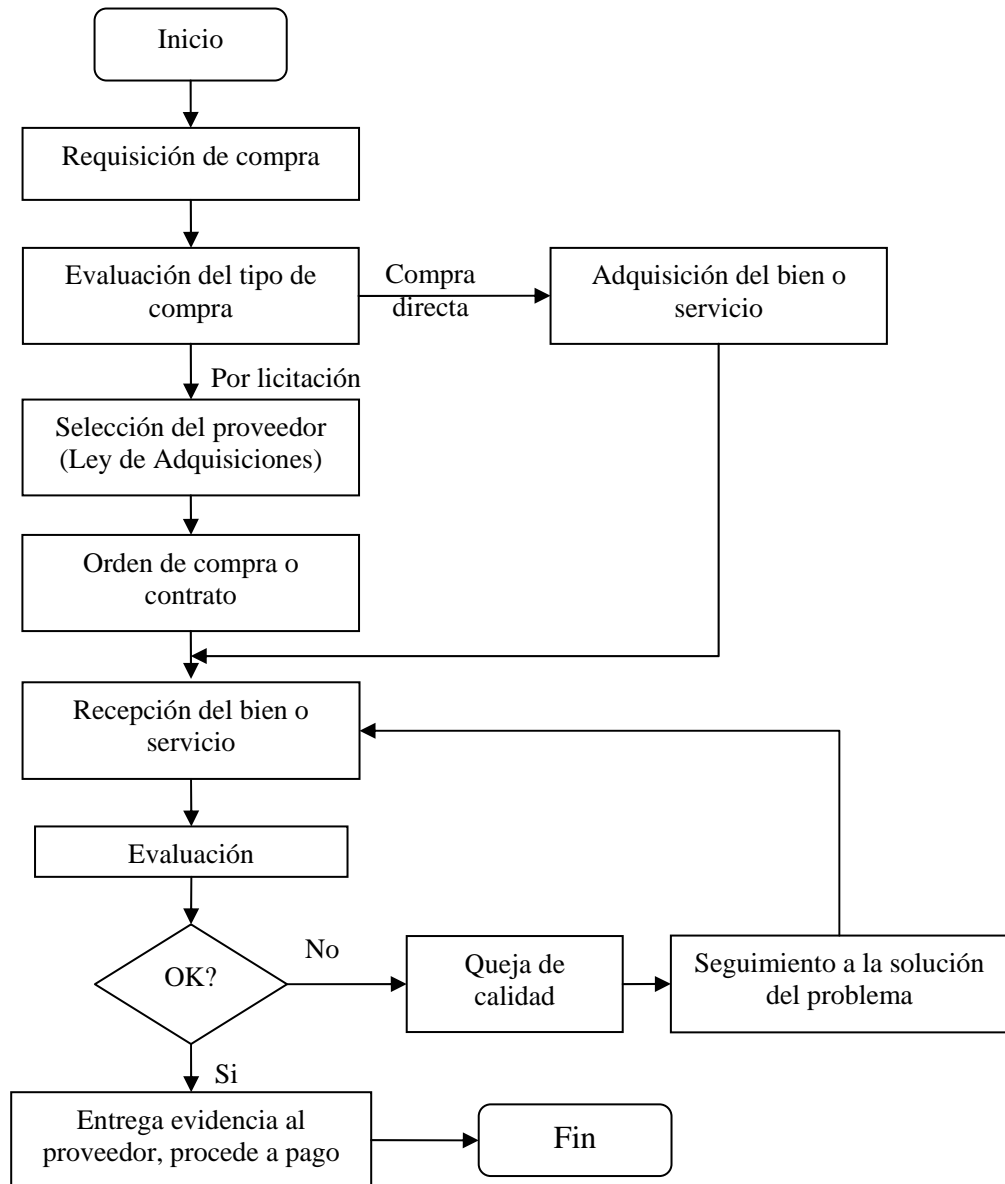 Inicio
Requisición de compra
Evaluación del tipo de
compra
Compra
directa
Adquisición del bien o
servicio
Por licitación
Selección del proveedor
(Ley de Adquisiciones)
Orden de compra o
contrato
Recepción del bien o
servicio
Evaluación
OK?
No
Queja de
calidad
Seguimiento a la solución
del problema
Si
Entrega evidencia al
proveedor, procede a pago
Fin